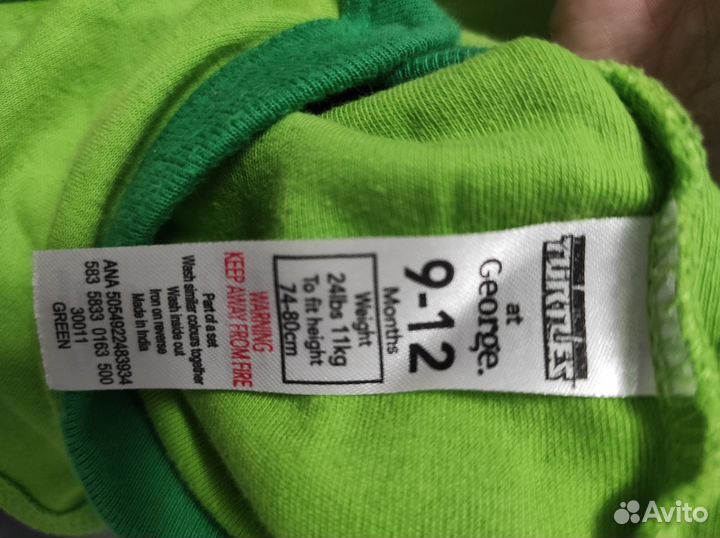 TURTLES
at
George.
9-12
Months
Weight
24lbs 11kg
To fit height
74-80cm
WARNING
KEEP AWAY FROM FIRE
Part of a set
Wash similar colours together
Wash inside out
Iron on reverse
Made in India
ANA 5054922483934
583 5833 0163 500
30011
GREEN
Avito